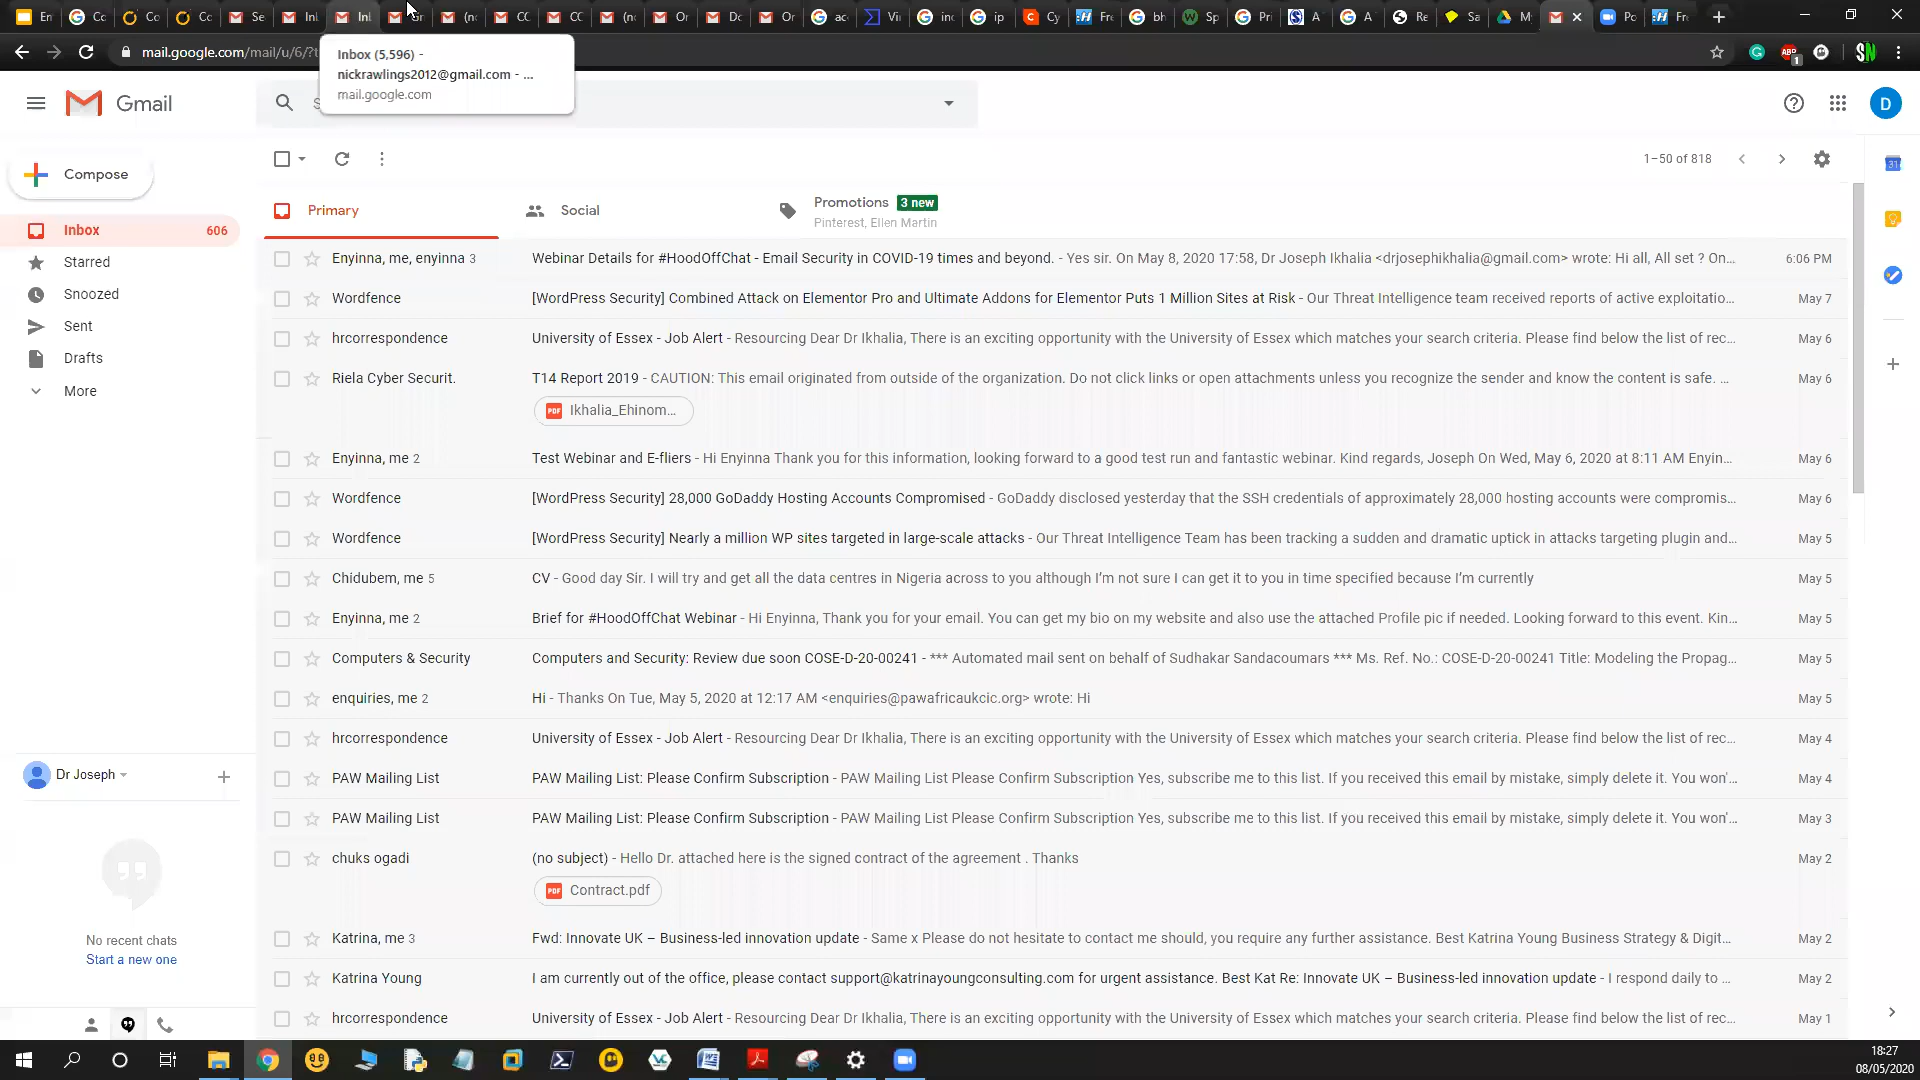 En Co Co Co Se Int Inl Gr (no CC CC (no Or Do Or ace Vi inc ip Cy Fre bh Sp Pri A A Re Sa M Po Fre
mail.google.com/mail/u/6/?t
Inbox (5,596) -
nickrawlings2012@gmail.com - ...
mail.google.com
Gmail
D
Compose
1–50 of 818
Primary
Social
Promotions 3 new
Pinterest, Ellen Martin
Inbox 606
Starred
Snoozed
Sent
Drafts
More
Enyinna, me, enyinna 3 Webinar Details for #HoodOffChat - Email Security in COVID-19 times and beyond. - Yes sir. On May 8, 2020 17:58, Dr Joseph Ikhalia <drjosephikhalia@gmail.com> wrote: Hi all, All set ? On... 6:06 PM
Wordfence [WordPress Security] Combined Attack on Elementor Pro and Ultimate Addons for Elementor Puts 1 Million Sites at Risk - Our Threat Intelligence team received reports of active exploitatio... May 7
hrcorrespondence University of Essex - Job Alert - Resourcing Dear Dr Ikhalia, There is an exciting opportunity with the University of Essex which matches your search criteria. Please find below the list of rec... May 6
Riela Cyber Securit. T14 Report 2019 - CAUTION: This email originated from outside of the organization. Do not click links or open attachments unless you recognize the sender and know the content is safe. ... May 6
PDF Ikhalia_Ehinom...
Enyinna, me 2 Test Webinar and E-fliers - Hi Enyinna Thank you for this information, looking forward to a good test run and fantastic webinar. Kind regards, Joseph On Wed, May 6, 2020 at 8:11 AM Enyin... May 6
Wordfence [WordPress Security] 28,000 GoDaddy Hosting Accounts Compromised - GoDaddy disclosed yesterday that the SSH credentials of approximately 28,000 hosting accounts were compromis... May 6
Wordfence [WordPress Security] Nearly a million WP sites targeted in large-scale attacks - Our Threat Intelligence Team has been tracking a sudden and dramatic uptick in attacks targeting plugin and... May 5
Chidubem, me 5 CV - Good day Sir. I will try and get all the data centres in Nigeria across to you although I'm not sure I can get it to you in time specified because I'm currently May 5
Enyinna, me 2 Brief for #HoodOffChat Webinar - Hi Enyinna, Thank you for your email. You can get my bio on my website and also use the attached Profile pic if needed. Looking forward to this event. Kin... May 5
Computers & Security Computers and Security: Review due soon COSE-D-20-00241 - *** Automated mail sent on behalf of Sudhakar Sandacoumars *** Ms. Ref. No.: COSE-D-20-00241 Title: Modeling the Propag... May 5
enquiries, me 2 Hi - Thanks On Tue, May 5, 2020 at 12:17 AM <enquiries@pawafricaukcic.org> wrote: Hi May 5
hrcorrespondence University of Essex - Job Alert - Resourcing Dear Dr Ikhalia, There is an exciting opportunity with the University of Essex which matches your search criteria. Please find below the list of rec... May 4
PAW Mailing List PAW Mailing List: Please Confirm Subscription - PAW Mailing List Please Confirm Subscription Yes, subscribe me to this list. If you received this email by mistake, simply delete it. You won'... May 4
PAW Mailing List PAW Mailing List: Please Confirm Subscription - PAW Mailing List Please Confirm Subscription Yes, subscribe me to this list. If you received this email by mistake, simply delete it. You won'... May 3
chuks ogadi (no subject) - Hello Dr. attached here is the signed contract of the agreement . Thanks May 2
PDF Contract.pdf
Katrina, me 3 Fwd: Innovate UK – Business-led innovation update - Same x Please do not hesitate to contact me should, you require any further assistance. Best Katrina Young Business Strategy & Digit... May 2
Katrina Young I am currently out of the office, please contact support@katrinayoungconsulting.com for urgent assistance. Best Kat Re: Innovate UK – Business-led innovation update - I respond daily to ... May 2
hrcorrespondence University of Essex - Job Alert - Resourcing Dear Dr Ikhalia, There is an exciting opportunity with the University of Essex which matches your search criteria. Please find below the list of rec... May 1
Dr Joseph
No recent chats
Start a new one
18:27
08/05/2020